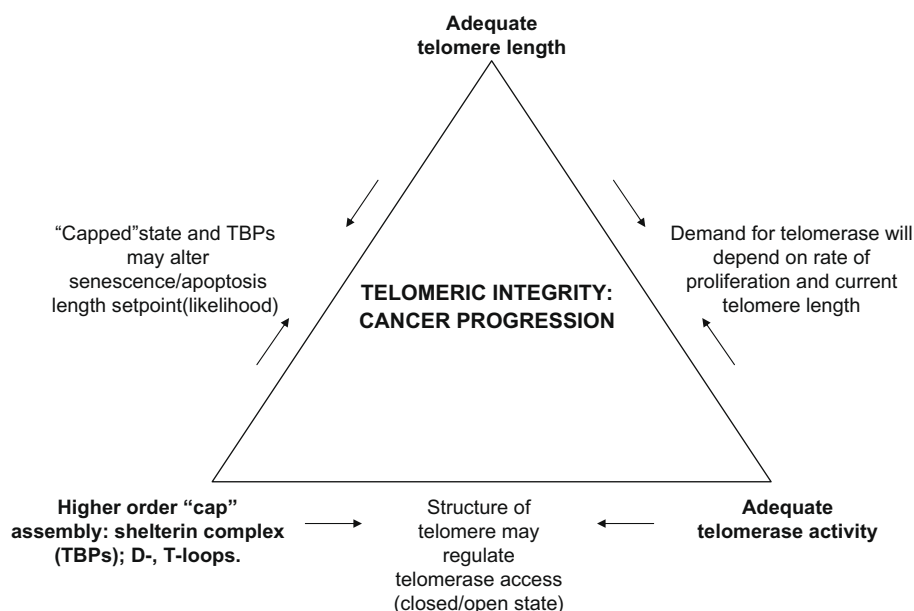 Adequate
telomere length
“Capped”state and TBPs
may alter
senescence/apoptosis
length setpoint(likelihood)
Demand for telomerase will
depend on rate of
proliferation and current
telomere length
TELOMERIC INTEGRITY:
CANCER PROGRESSION
Higher order “cap”
assembly: shelterin complex
(TBPs); D-, T-loops.
Structure of
telomere may
regulate
telomerase access
(closed/open state)
Adequate
telomerase activity